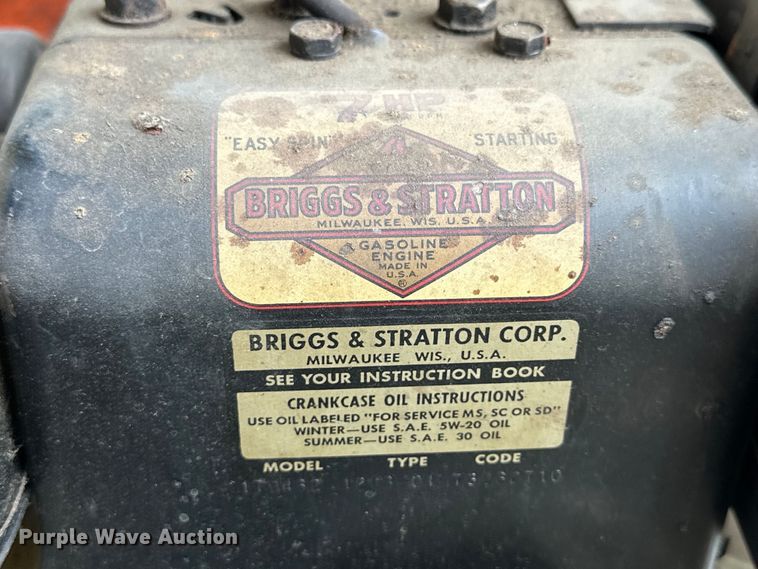 7 HP
"EASY SPIN" STARTING
BRIGGS & STRATTON
MILWAUKEE, WIS, U.S.A.
GASOLINE
ENGINE
MADE IN
U.S.A.
®
BRIGGS & STRATTON CORP.
MILWAUKEE WIS., U.S.A.
SEE YOUR INSTRUCTION BOOK
CRANKCASE OIL INSTRUCTIONS
USE OIL LABELED "FOR SERVICE MS, SC OR SD"
WINTER—USE S.A.E. 5W-20 OIL
SUMMER—USE S.A.E. 30 OIL
MODEL TYPE CODE
Purple Wave Auction